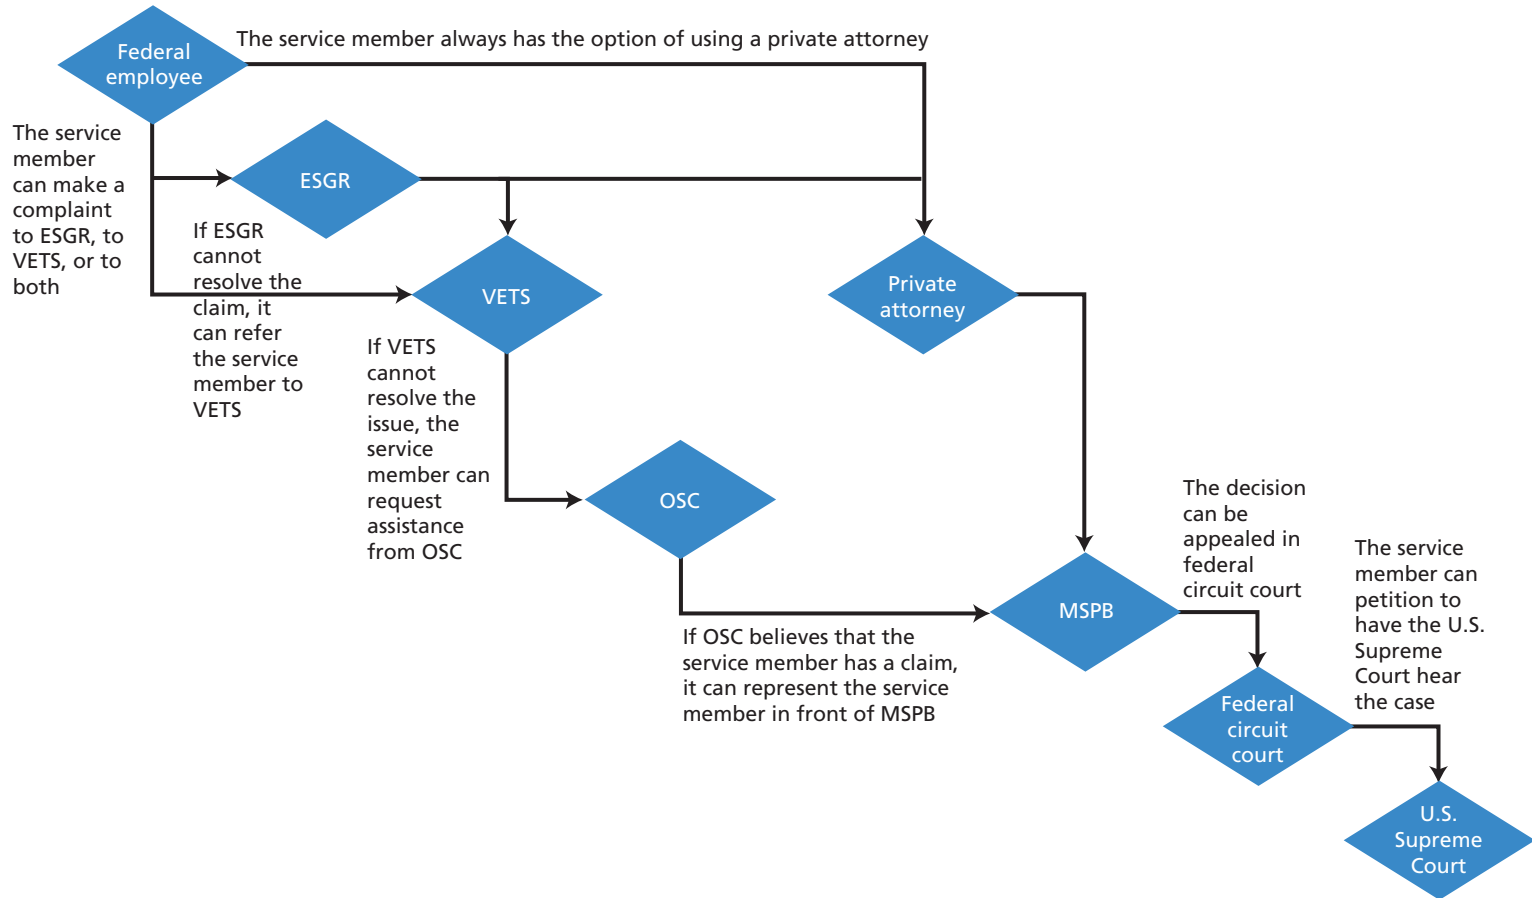 Federal
employee
The service member always has the option of using a private attorney
The service
member
can make a
complaint
to ESGR, to
VETS, or to
both
ESGR
If ESGR
cannot
resolve the
claim, it
can refer
the service
member to
VETS
VETS
Private
attorney
If VETS
cannot
resolve the
issue, the
service
member can
request
assistance
from OSC
OSC
If OSC believes that the
service member has a claim,
it can represent the service
member in front of MSPB
MSPB
The decision
can be
appealed in
federal
circuit court
Federal
circuit
court
The service
member can
petition to
have the U.S.
Supreme
Court hear
the case
U.S.
Supreme
Court